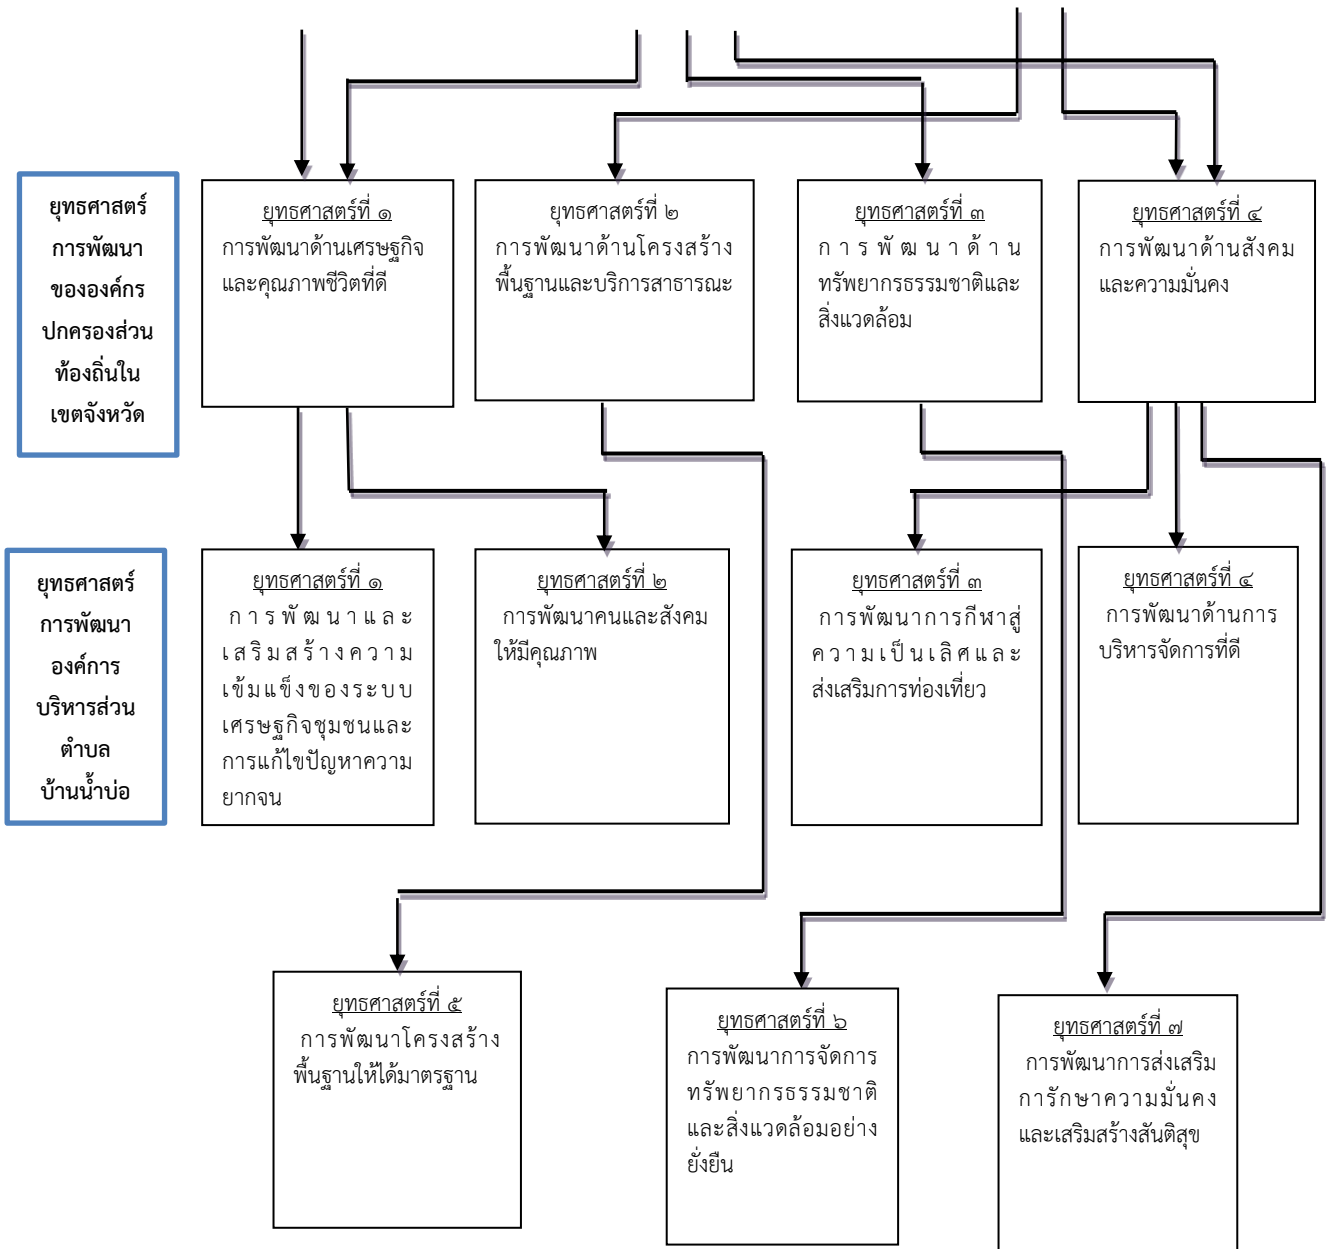 ยุทธศาสตร์
การพัฒนา
ขององค์กร
ปกครองส่วน
ท้องถิ่นใน
เขตจังหวัด
ยุทธศาสตร์ที่ ๑
การพัฒนาด้านเศรษฐกิจ
และคุณภาพชีวิตที่ดี
ยุทธศาสตร์ที่ ๒
การพัฒนาด้านโครงสร้าง
พื้นฐานและบริการสาธารณะ
ยุทธศาสตร์ที่ ๓
การพัฒนาด้าน
ทรัพยากรธรรมชาติและ
สิ่งแวดล้อม
ยุทธศาสตร์ที่ ๔
การพัฒนาด้านสังคม
และความมั่นคง
ยุทธศาสตร์
การพัฒนา
องค์การ
บริหารส่วน
ตำบล
บ้านน้ำบ่อ
ยุทธศาสตร์ที่ ๑
การพัฒนาและ
เสริมสร้างความ
เข้มแข็งของระบบ
เศรษฐกิจชุมชนและ
การแก้ไขปัญหาความ
ยากจน
ยุทธศาสตร์ที่ ๒
การพัฒนาคนและสังคม
ให้มีคุณภาพ
ยุทธศาสตร์ที่ ๓
การพัฒนาการกีฬาสู่
ความเป็นเลิศและ
ส่งเสริมการท่องเที่ยว
ยุทธศาสตร์ที่ ๔
การพัฒนาด้านการ
บริหารจัดการที่ดี
ยุทธศาสตร์ที่ ๕
การพัฒนาโครงสร้าง
พื้นฐานให้ได้มาตรฐาน
ยุทธศาสตร์ที่ ๖
การพัฒนาการจัดการ
ทรัพยากรธรรมชาติ
และสิ่งแวดล้อมอย่าง
ยั่งยืน
ยุทธศาสตร์ที่ ๗
การพัฒนาการส่งเสริม
การักษาความมั่นคง
และเสริมสร้างสันติสุข